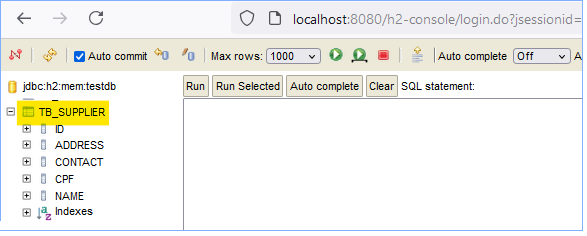 localhost:8080/h2-console/login.do?jsessionid=
Auto commit Max rows: 1000 Auto complete Off A
jdbc:h2:mem:testdb Run Run Selected Auto complete Clear SQL statement:
TB_SUPPLIER
ID
ADDRESS
CONTACT
CPF
NAME
Indexes